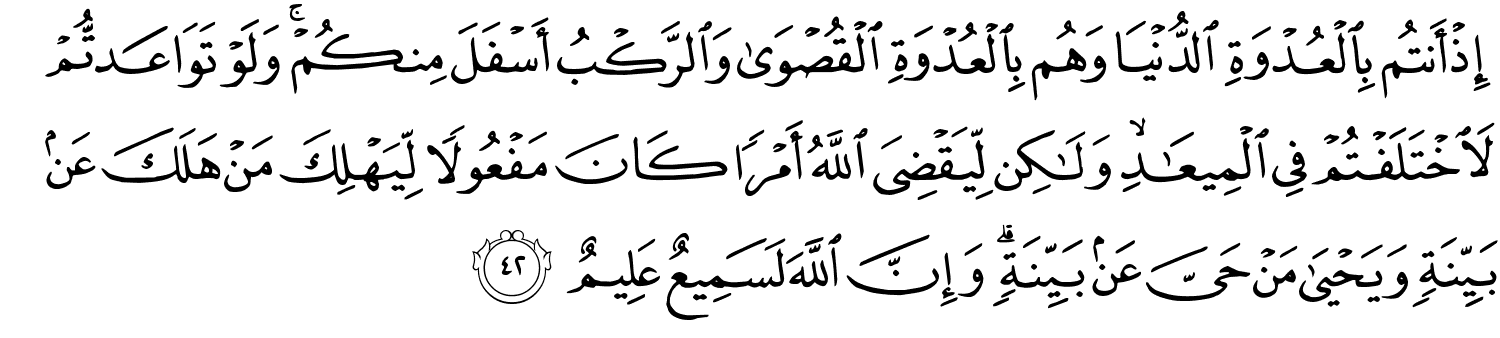 إِذْ أَنتُم بِٱلْعُدْوَةِ ٱلدُّنْيَا وَهُم بِٱلْعُدْوَةِ ٱلْقُصْوَىٰ وَٱلرَّكْبُ أَسْفَلَ مِنكُمْ ۚ وَلَوْ تَوَاعَدتُّمْ
لَٱخْتَلَفْتُمْ فِى ٱلْمِيعَـٰدِ ۙ وَلَـٰكِن لِّيَقْضِىَ ٱللَّهُ أَمْرًا كَانَ مَفْعُولًا لِّيَهْلِكَ مَنْ هَلَكَ عَنۢ
بَيِّنَةٍ وَيَحْيَىٰ مَنْ حَىَّ عَنۢ بَيِّنَةٍ ۗ وَإِنَّ ٱللَّهَ لَسَمِيعٌ عَلِيمٌ ٤٢